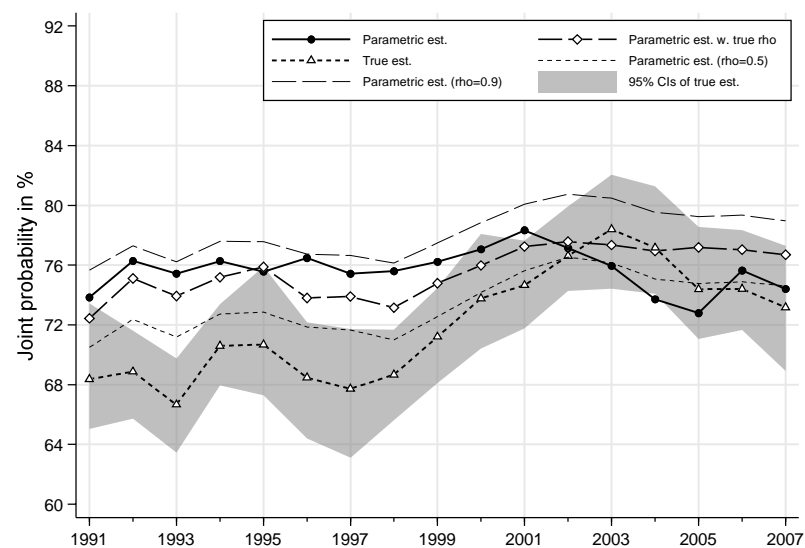 92
88
84
80
76
72
68
64
60
Joint probability in %
Parametric est.
True est.
Parametric est. (rho=0.9)
Parametric est. w. true rho
Parametric est. (rho=0.5)
95% CIs of true est.
1991 1993 1995 1997 1999 2001 2003 2005 2007